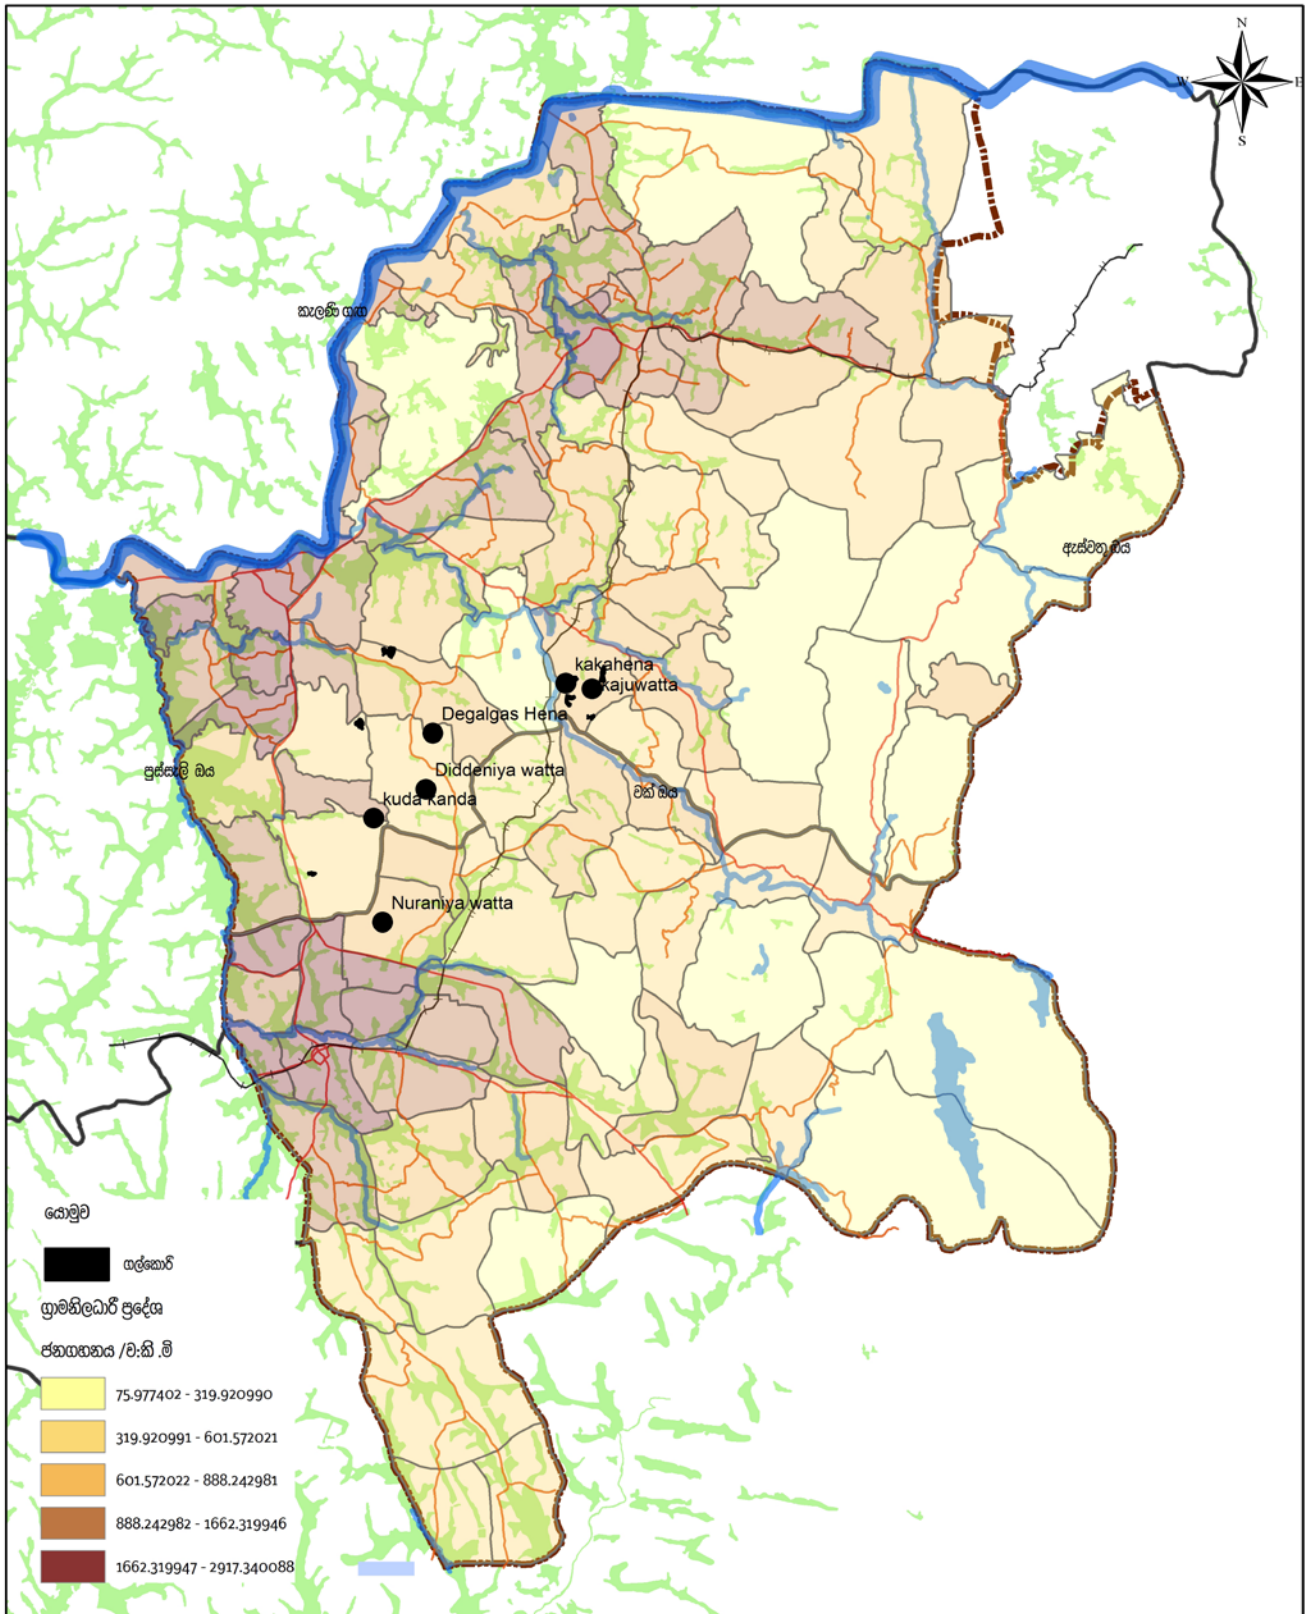 N
W
E
S
කැලණි ගඟ
ඇස්වතු ඔය
kakahena
kajuwatta
Degalgas Hena
පුස්සැලි ඔය
Diddeniya watta
වක් ඔය
kuda kanda
Nuraniya watta
යොමුව
ගල්කොරි
ග්‍රාමනිලධාරී ප්‍රදේශ
ජනගහනය /ව:කි .මි
75.977402 - 319.920990
319.920991 - 601.572021
601.572022 - 888.242981
888.242982 - 1662.319946
1662.319947 - 2917.340088